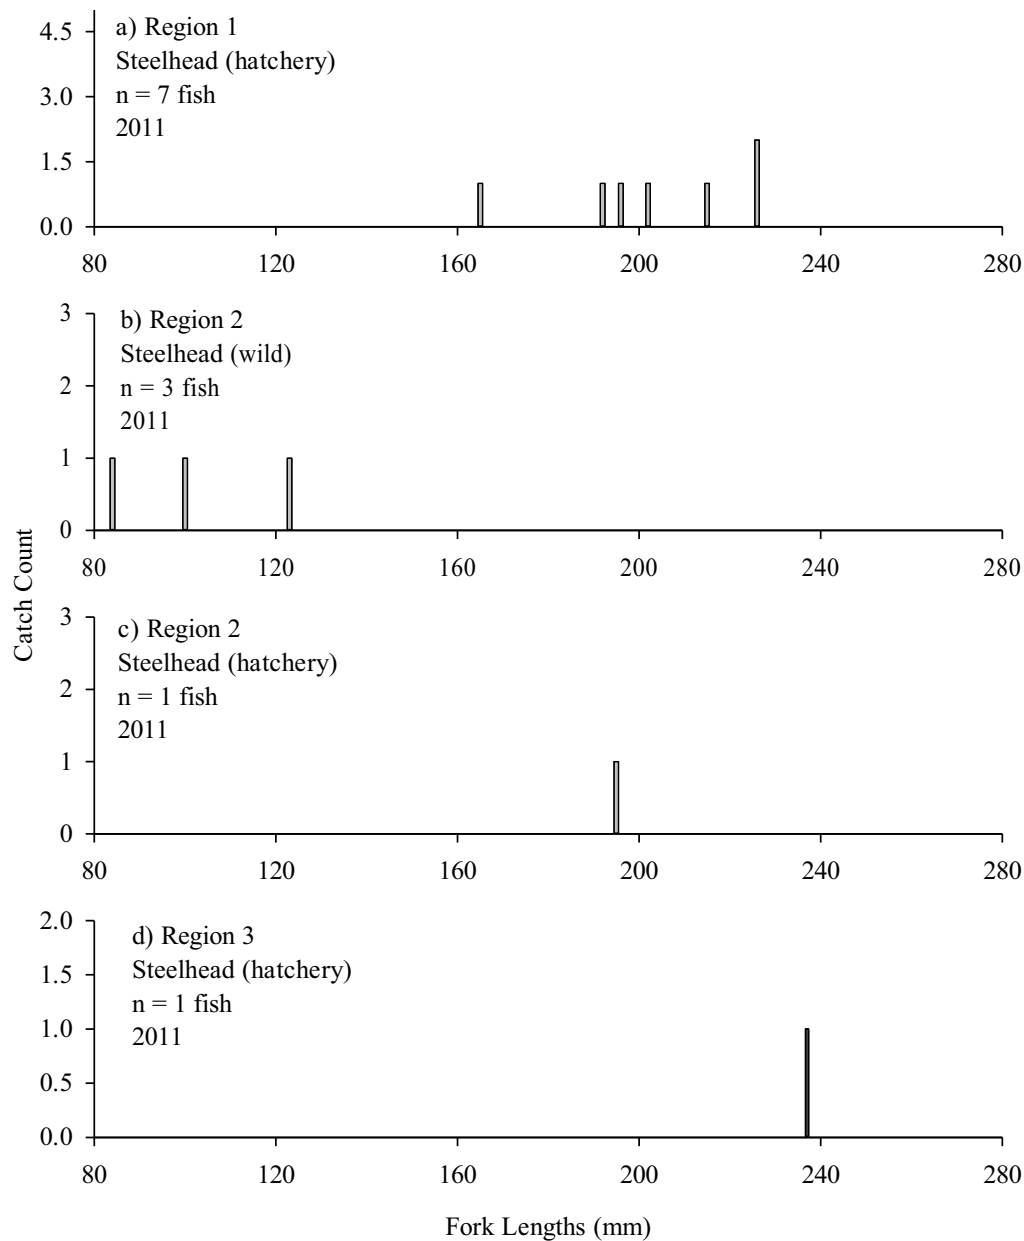 4.5
3.0
1.5
0.0
a) Region 1
Steelhead (hatchery)
n = 7 fish
2011
80 120 160 200 240 280
3
2
1
0
b) Region 2
Steelhead (wild)
n = 3 fish
2011
80 120 160 200 240 280
Catch Count
3
2
1
0
c) Region 2
Steelhead (hatchery)
n = 1 fish
2011
80 120 160 200 240 280
2.0
1.5
1.0
0.5
0.0
d) Region 3
Steelhead (hatchery)
n = 1 fish
2011
80 120 160 200 240 280
Fork Lengths (mm)